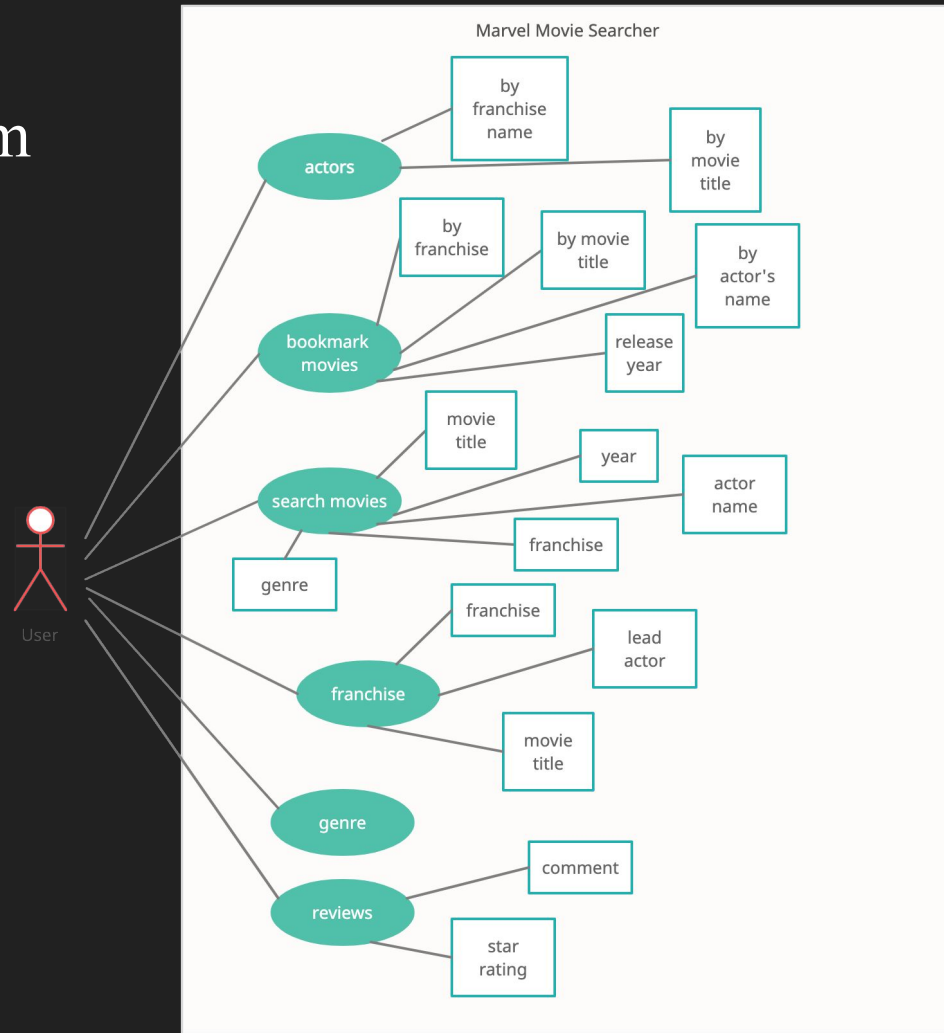 Marvel Movie Searcher
m
by
franchise
name
by
movie
title
actors
by
franchise
by movie
title
by
actor's
name
bookmark
movies
release
year
movie
title
year
actor
name
search movies
franchise
genre
User
franchise
lead
actor
franchise
movie
title
genre
comment
reviews
star
rating